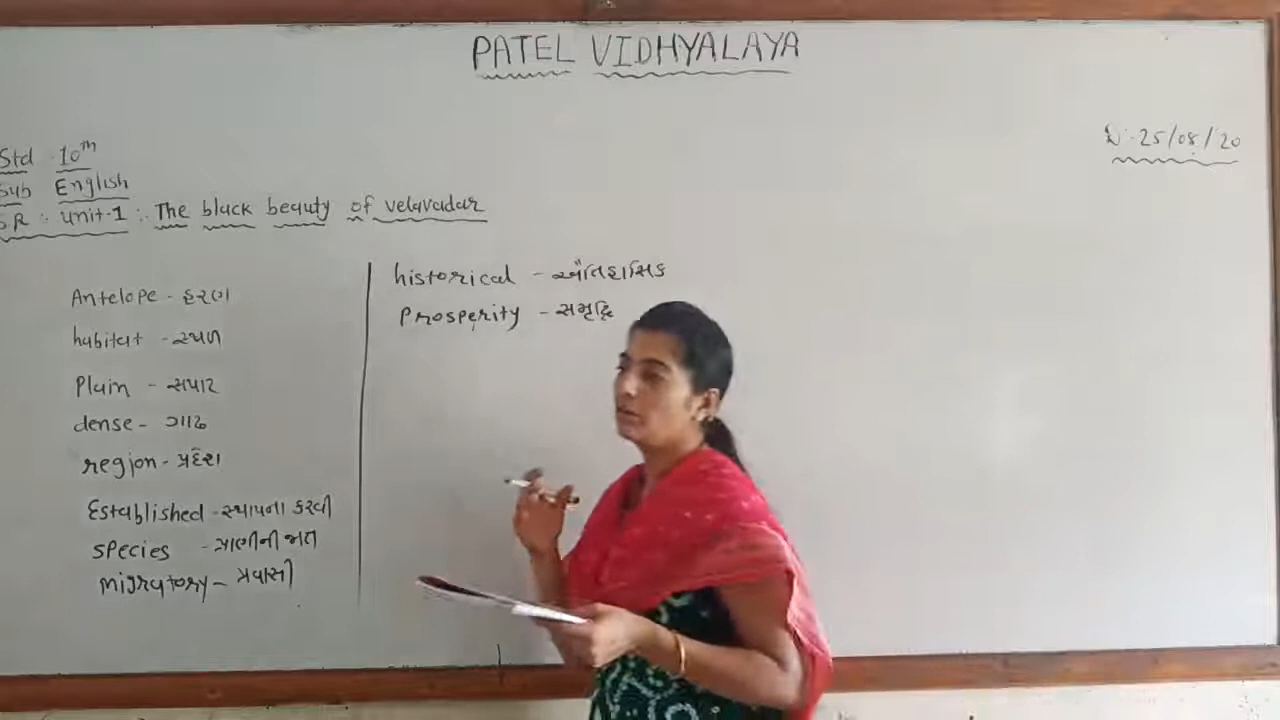 PATEL VIDHYALAYA
25/08/20
Std 10th
Sub English
SR : unit-1 : The black beauty of velavadar
Antelope - હરણ
habitat - સ્થળ
Plain - સપાટ
dense - ગાઢ
region - પ્રદેશ
Established - સ્થાપના કરવી
species - પ્રાણીની જાત
migratory - પ્રવાસી
historical - ઐતિહાસિક
Prosperity - સમૃદ્ધિ